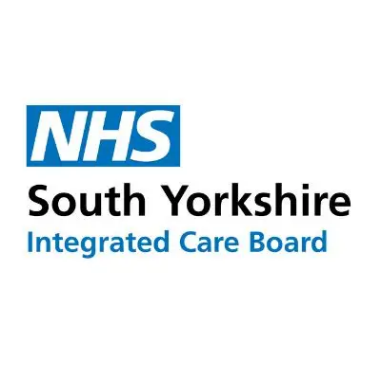 NHS
South Yorkshire
Integrated Care Board